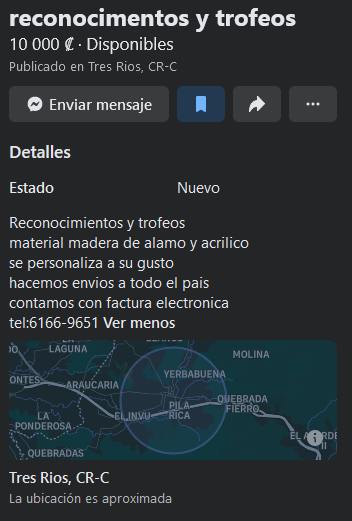 reconocimentos y trofeos
10 000 ₡ · Disponibles
Publicado en Tres Rios, CR-C
Enviar mensaje
Detalles
Estado Nuevo
Reconocimientos y trofeos
material madera de alamo y acrilico
se personaliza a su gusto
hacemos envios a todo el pais
contamos con factura electronica
tel:6166-9651 Ver menos
LA LAGUNA
MOLINA
ONTES
ARAUCARIA
YERBABUENA
LA PONDEROSA
EL INVU
PILA RICA
QUEBRADA FIERRO
QUEBRADAS
II
Tres Rios, CR-C
La ubicación es aproximada